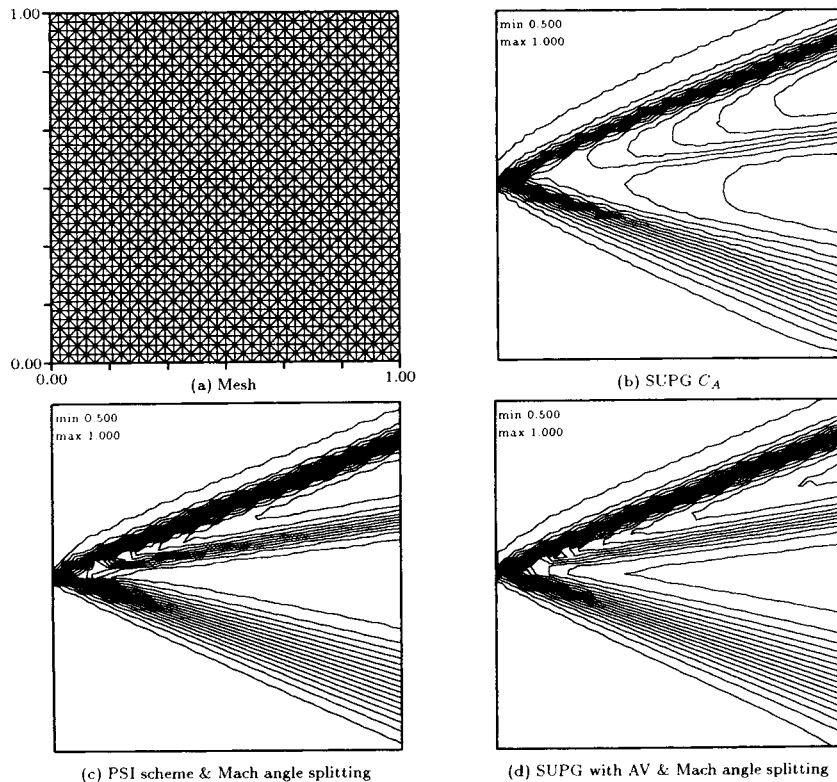 1.00
0.00
0.00
1.00
(a) Mesh
min 0.500
max 1.000
(b) SUPG C_A
min 0.500
max 1.000
(c) PSI scheme & Mach angle splitting
min 0.500
max 1.000
(d) SUPG with AV & Mach angle splitting